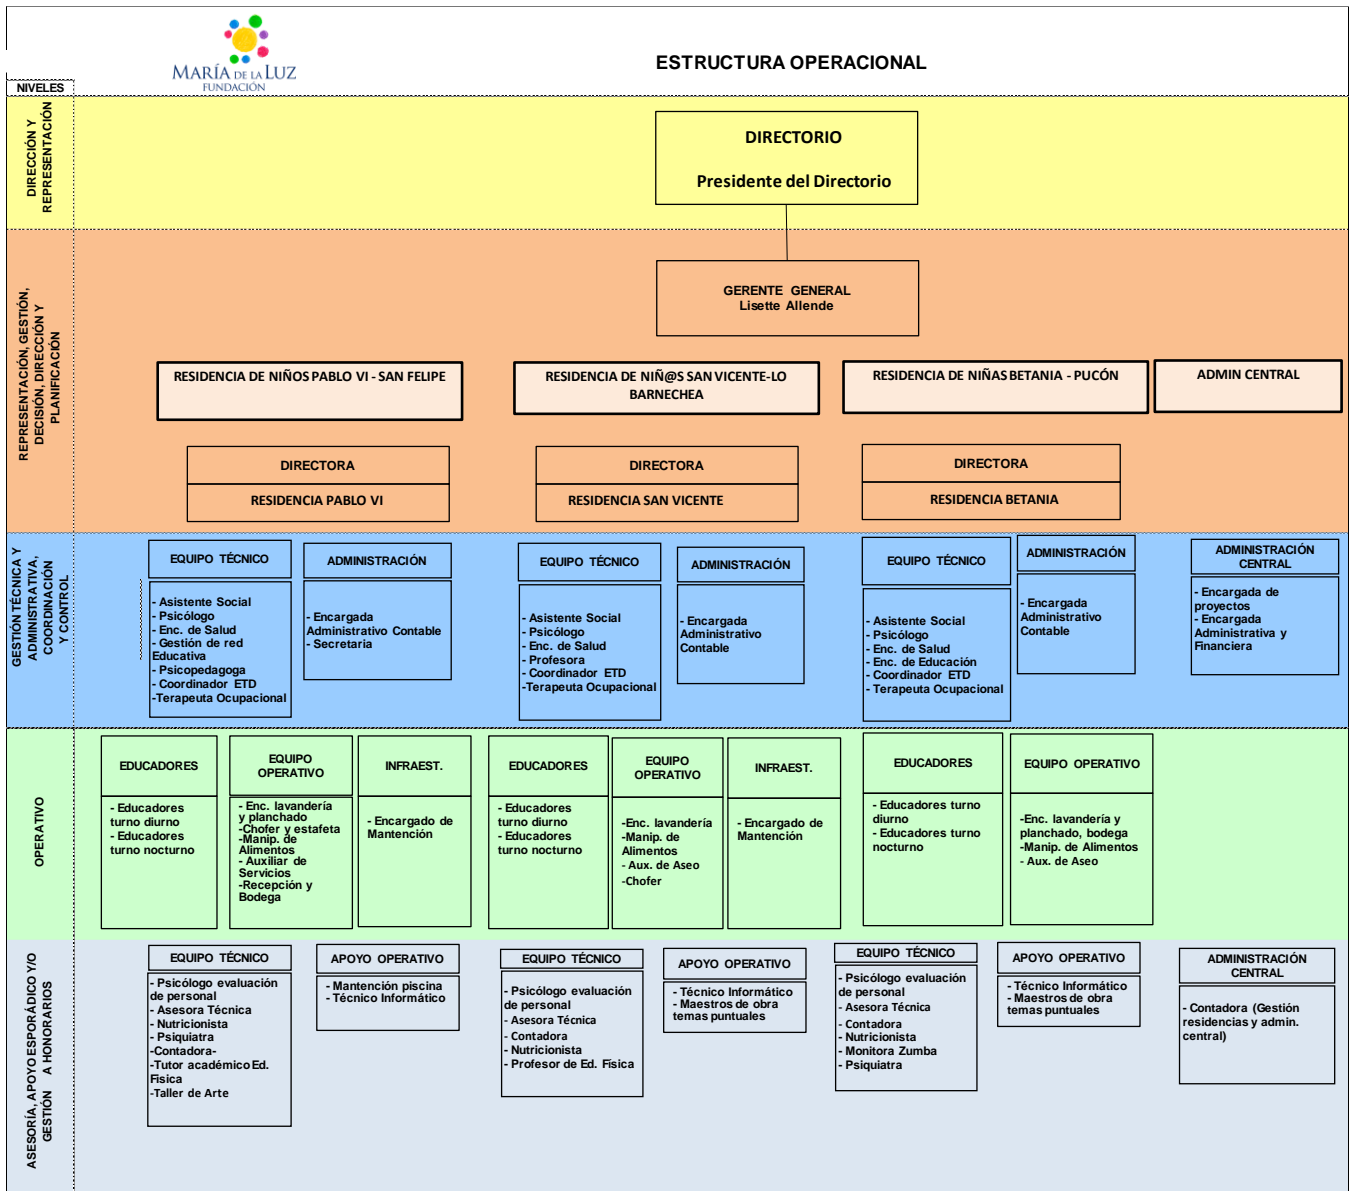 MARÍA DE LA LUZ
FUNDACIÓN
ESTRUCTURA OPERACIONAL
NIVELES
DIRECCIÓN Y
REPRESENTACIÓN
DIRECTORIO
Presidente del Directorio
REPRESENTACIÓN, GESTIÓN,
DECISIÓN, DIRECCIÓN Y
PLANIFICACIÓN
GERENTE GENERAL
Lisette Allende
RESIDENCIA DE NIÑOS PABLO VI - SAN FELIPE
RESIDENCIA DE NIÑ@S SAN VICENTE-LO
BARNECHEA
RESIDENCIA DE NIÑAS BETANIA - PUCÓN
ADMIN CENTRAL
DIRECTORA
RESIDENCIA PABLO VI
DIRECTORA
RESIDENCIA SAN VICENTE
DIRECTORA
RESIDENCIA BETANIA
GESTIÓN TÉCNICA Y
ADMINISTRATIVA,
COORDINACIÓN
Y CONTROL
EQUIPO TÉCNICO
- Asistente Social
- Psicólogo
- Enc. de Salud
- Gestión de red
Educativa
- Psicopedagoga
- Coordinador ETD
-Terapeuta Ocupacional
ADMINISTRACIÓN
- Encargada
Administrativo Contable
- Secretaria
EQUIPO TÉCNICO
- Asistente Social
- Psicólogo
- Enc. de Salud
- Profesora
- Coordinador ETD
-Terapeuta Ocupacional
ADMINISTRACIÓN
- Encargada
Administrativo
Contable
EQUIPO TÉCNICO
- Asistente Social
- Psicólogo
- Enc. de Salud
- Enc. de Educación
- Coordinador ETD
- Terapeuta Ocupacional
ADMINISTRACIÓN
- Encargada
Administrativo
Contable
ADMINISTRACIÓN
CENTRAL
- Encargada de
proyectos
- Encargada
Administrativa y
Financiera
OPERATIVO
EDUCADORES
- Educadores
turno diurno
- Educadores
turno nocturno
EQUIPO
OPERATIVO
- Enc. lavandería
y planchado
-Chofer y estafeta
-Manip. de
Alimentos
- Auxiliar de
Servicios
-Recepción y
Bodega
INFRAEST.
- Encargado de
Mantención
EDUCADORES
- Educadores
turno diurno
- Educadores
turno nocturno
EQUIPO
OPERATIVO
-Enc. lavandería
-Manip. de
Alimentos
- Aux. de Aseo
-Chofer
INFRAEST.
- Encargado de
Mantención
EDUCADORES
- Educadores turno
diurno
- Educadores turno
nocturno
EQUIPO OPERATIVO
-Enc. lavandería y
planchado, bodega
-Manip. de Alimentos
- Aux. de Aseo
ASESORÍA, APOYO ESPORÁDICO Y/O
GESTIÓN A HONORARIOS
EQUIPO TÉCNICO
- Psicólogo evaluación
de personal
- Asesora Técnica
- Nutricionista
- Psiquiatra
-Contadora-
-Tutor académico Ed.
Fisica
-Taller de Arte
APOYO OPERATIVO
- Mantención piscina
- Técnico Informático
EQUIPO TÉCNICO
- Psicólogo evaluación
de personal
- Asesora Técnica
- Contadora
- Nutricionista
- Profesor de Ed. Física
APOYO OPERATIVO
- Técnico Informático
- Maestros de obra
temas puntuales
EQUIPO TÉCNICO
- Psicólogo evaluación
de personal
- Asesora Técnica
- Contadora
- Nutricionista
- Monitora Zumba
- Psiquiatra
APOYO OPERATIVO
- Técnico Informático
- Maestros de obra
temas puntuales
ADMINISTRACIÓN
CENTRAL
- Contadora (Gestión
residencias y admin.
central)